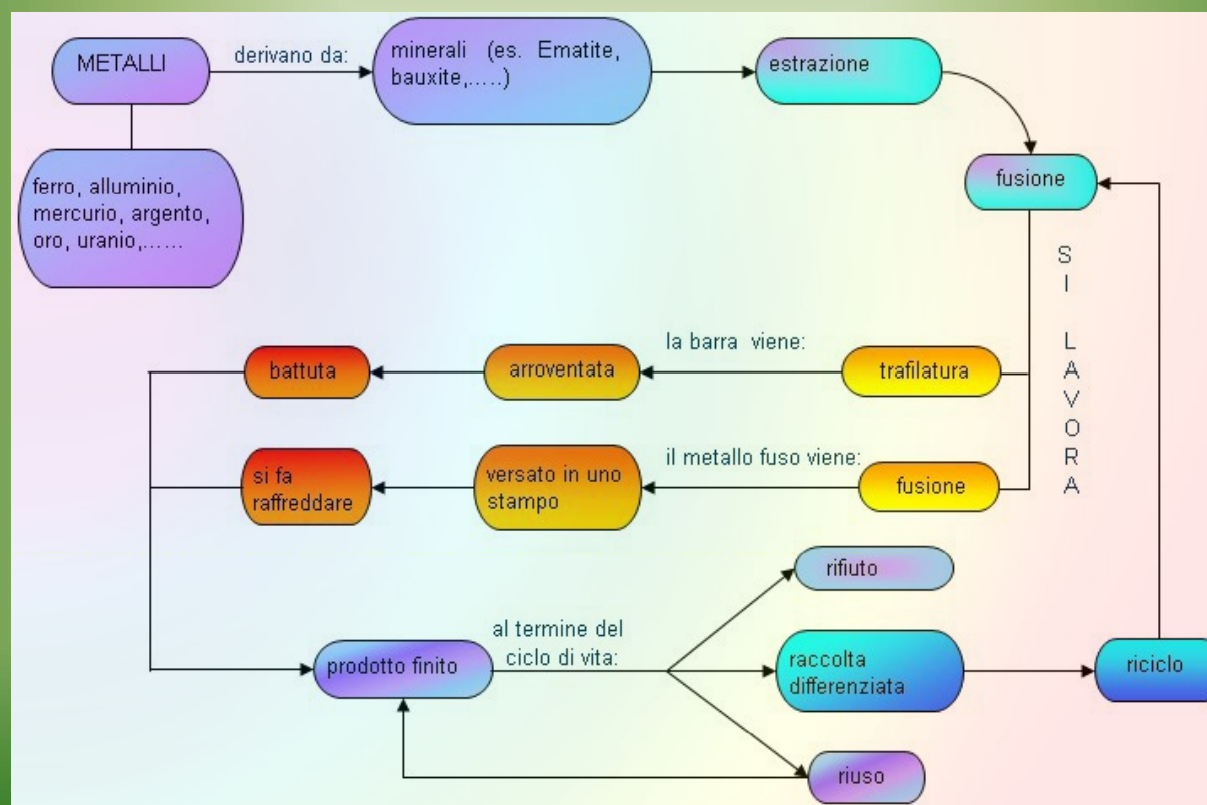 METALLI
derivano da:
minerali (es. Ematite,
bauxite,.....)
estrazione
ferro, alluminio,
mercurio, argento,
oro, uranio,......
fusione
SI LAVORA
la barra viene:
battuta
arroventata
trafilatura
il metallo fuso viene:
si fa
raffreddare
versato in uno
stampo
fusione
rifiuto
al termine del
ciclo di vita:
prodotto finito
raccolta
differenziata
riciclo
riuso